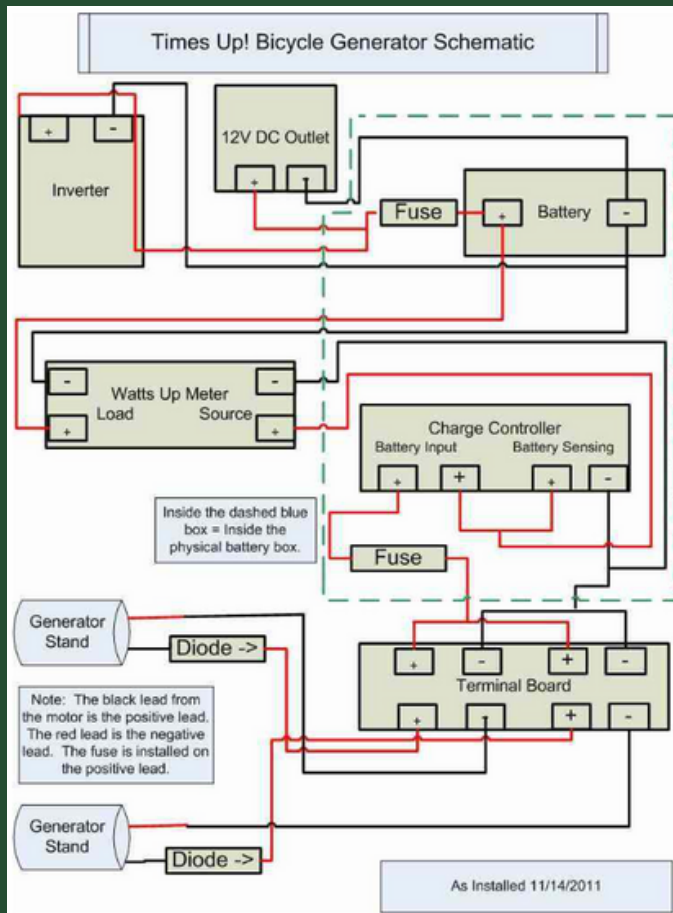 Times Up! Bicycle Generator Schematic
12V DC Outlet
+ -
+ -
Inverter
Fuse
+ Battery -
- -
Watts Up Meter
Load Source
+ +
Charge Controller
Battery Input Battery Sensing
+ + + -
Inside the dashed blue
box = Inside the
physical battery box.
Fuse
Generator
Stand
Diode ->
+ - + -
Terminal Board
+ - + -
Note: The black lead from
the motor is the positive lead.
The red lead is the negative
lead. The fuse is installed on
the positive lead.
Generator
Stand
Diode ->
As Installed 11/14/2011